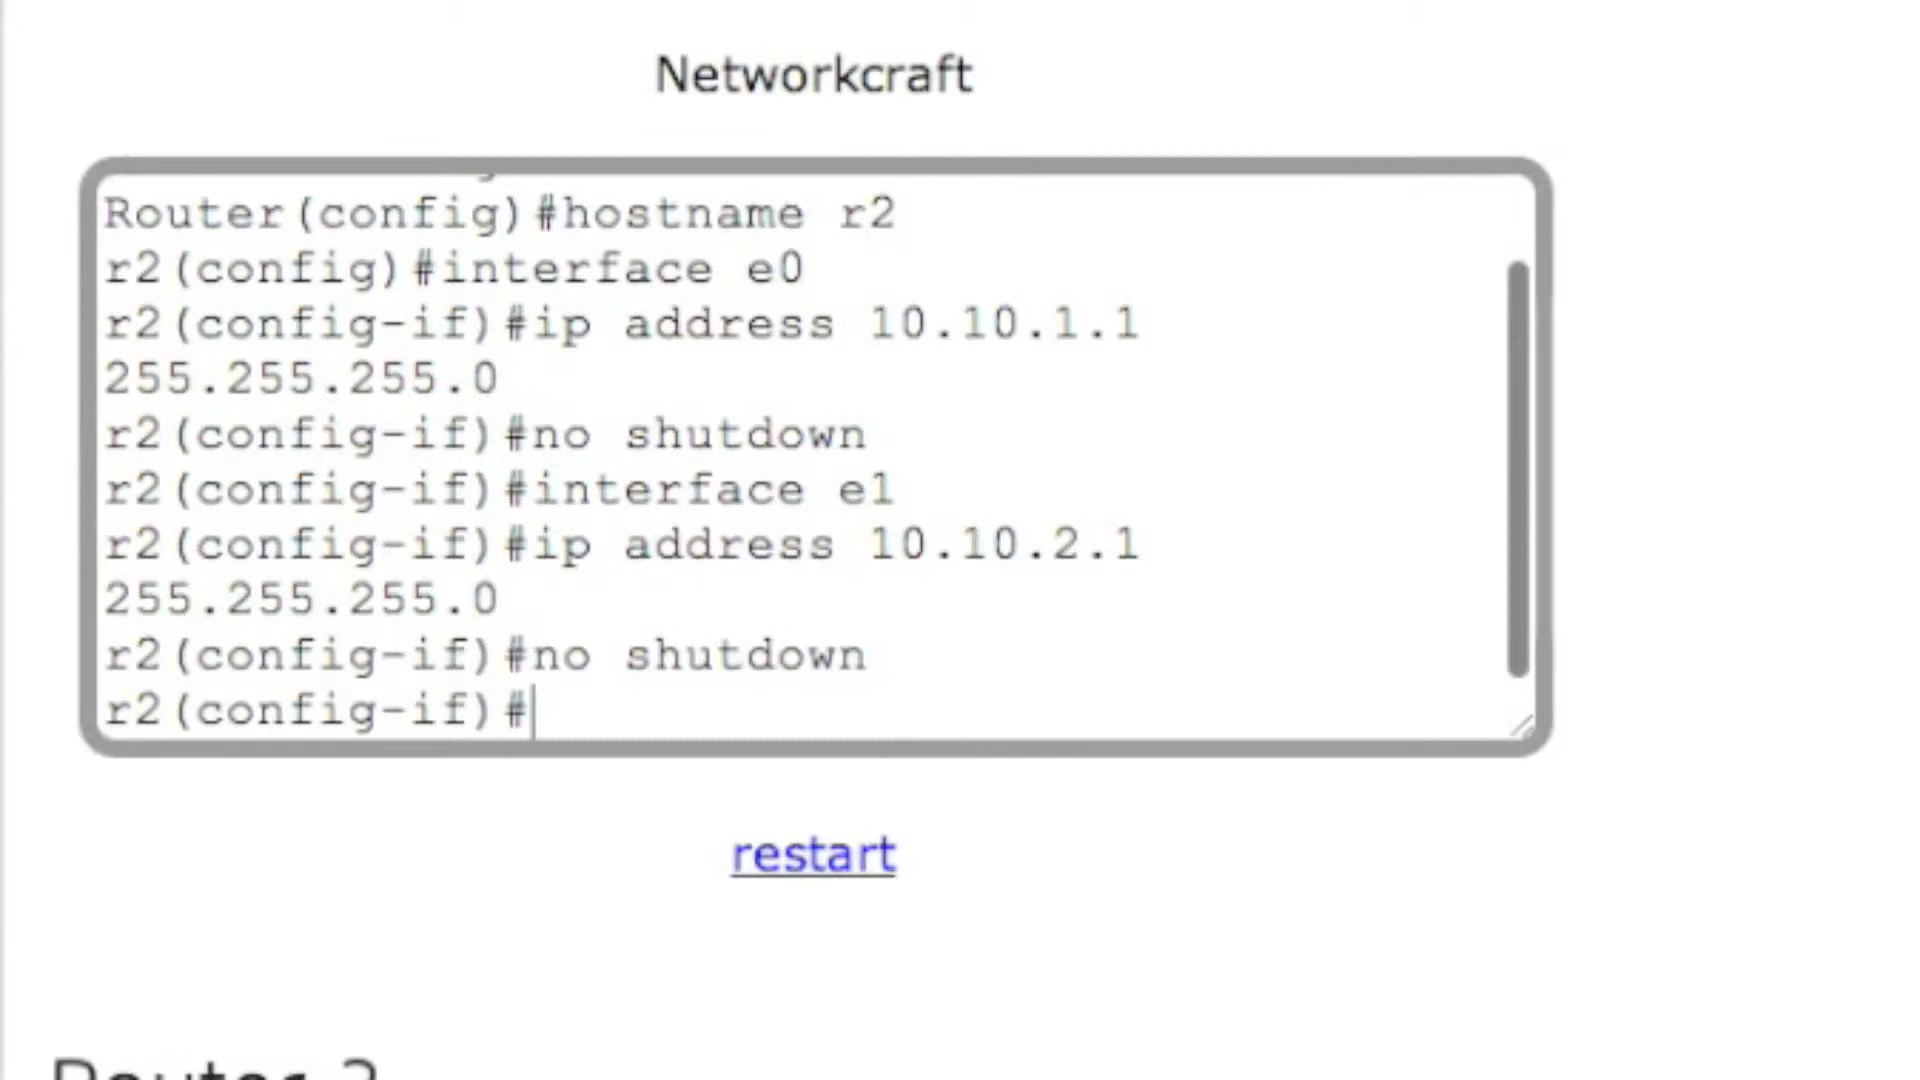 Networkcraft
Router(config)#hostname r2
r2(config)#interface e0
r2(config-if)#ip address 10.10.1.1
255.255.255.0
r2(config-if)#no shutdown
r2(config-if)#interface e1
r2(config-if)#ip address 10.10.2.1
255.255.255.0
r2(config-if)#no shutdown
r2(config-if)#
restart
Router